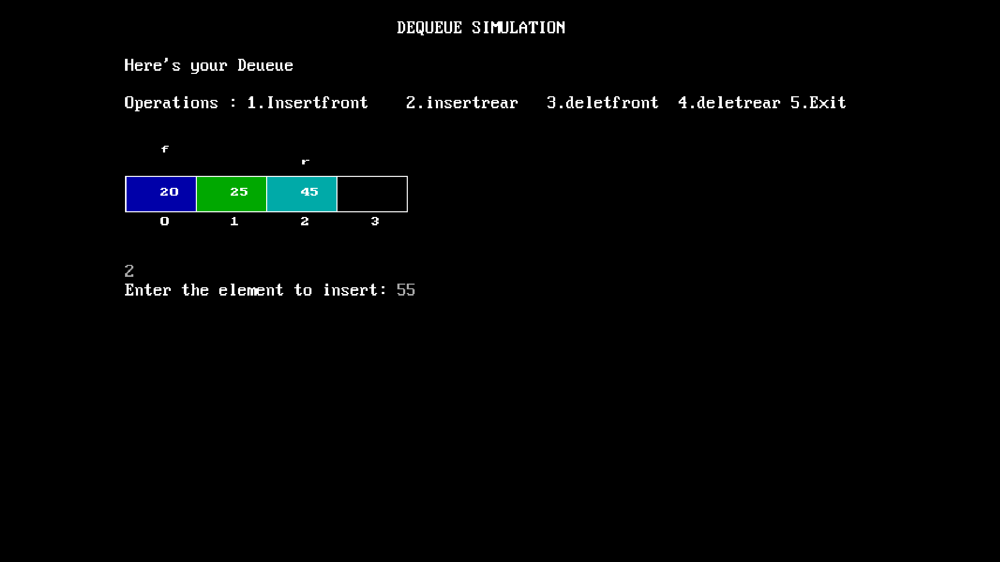 DEQUEUE SIMULATION
Here's your Deueue
Operations : 1.Insertfront 2.insertrear 3.deletfront 4.deletrear 5.Exit
f
r
20 25 45
0 1 2 3
2
Enter the element to insert: 55